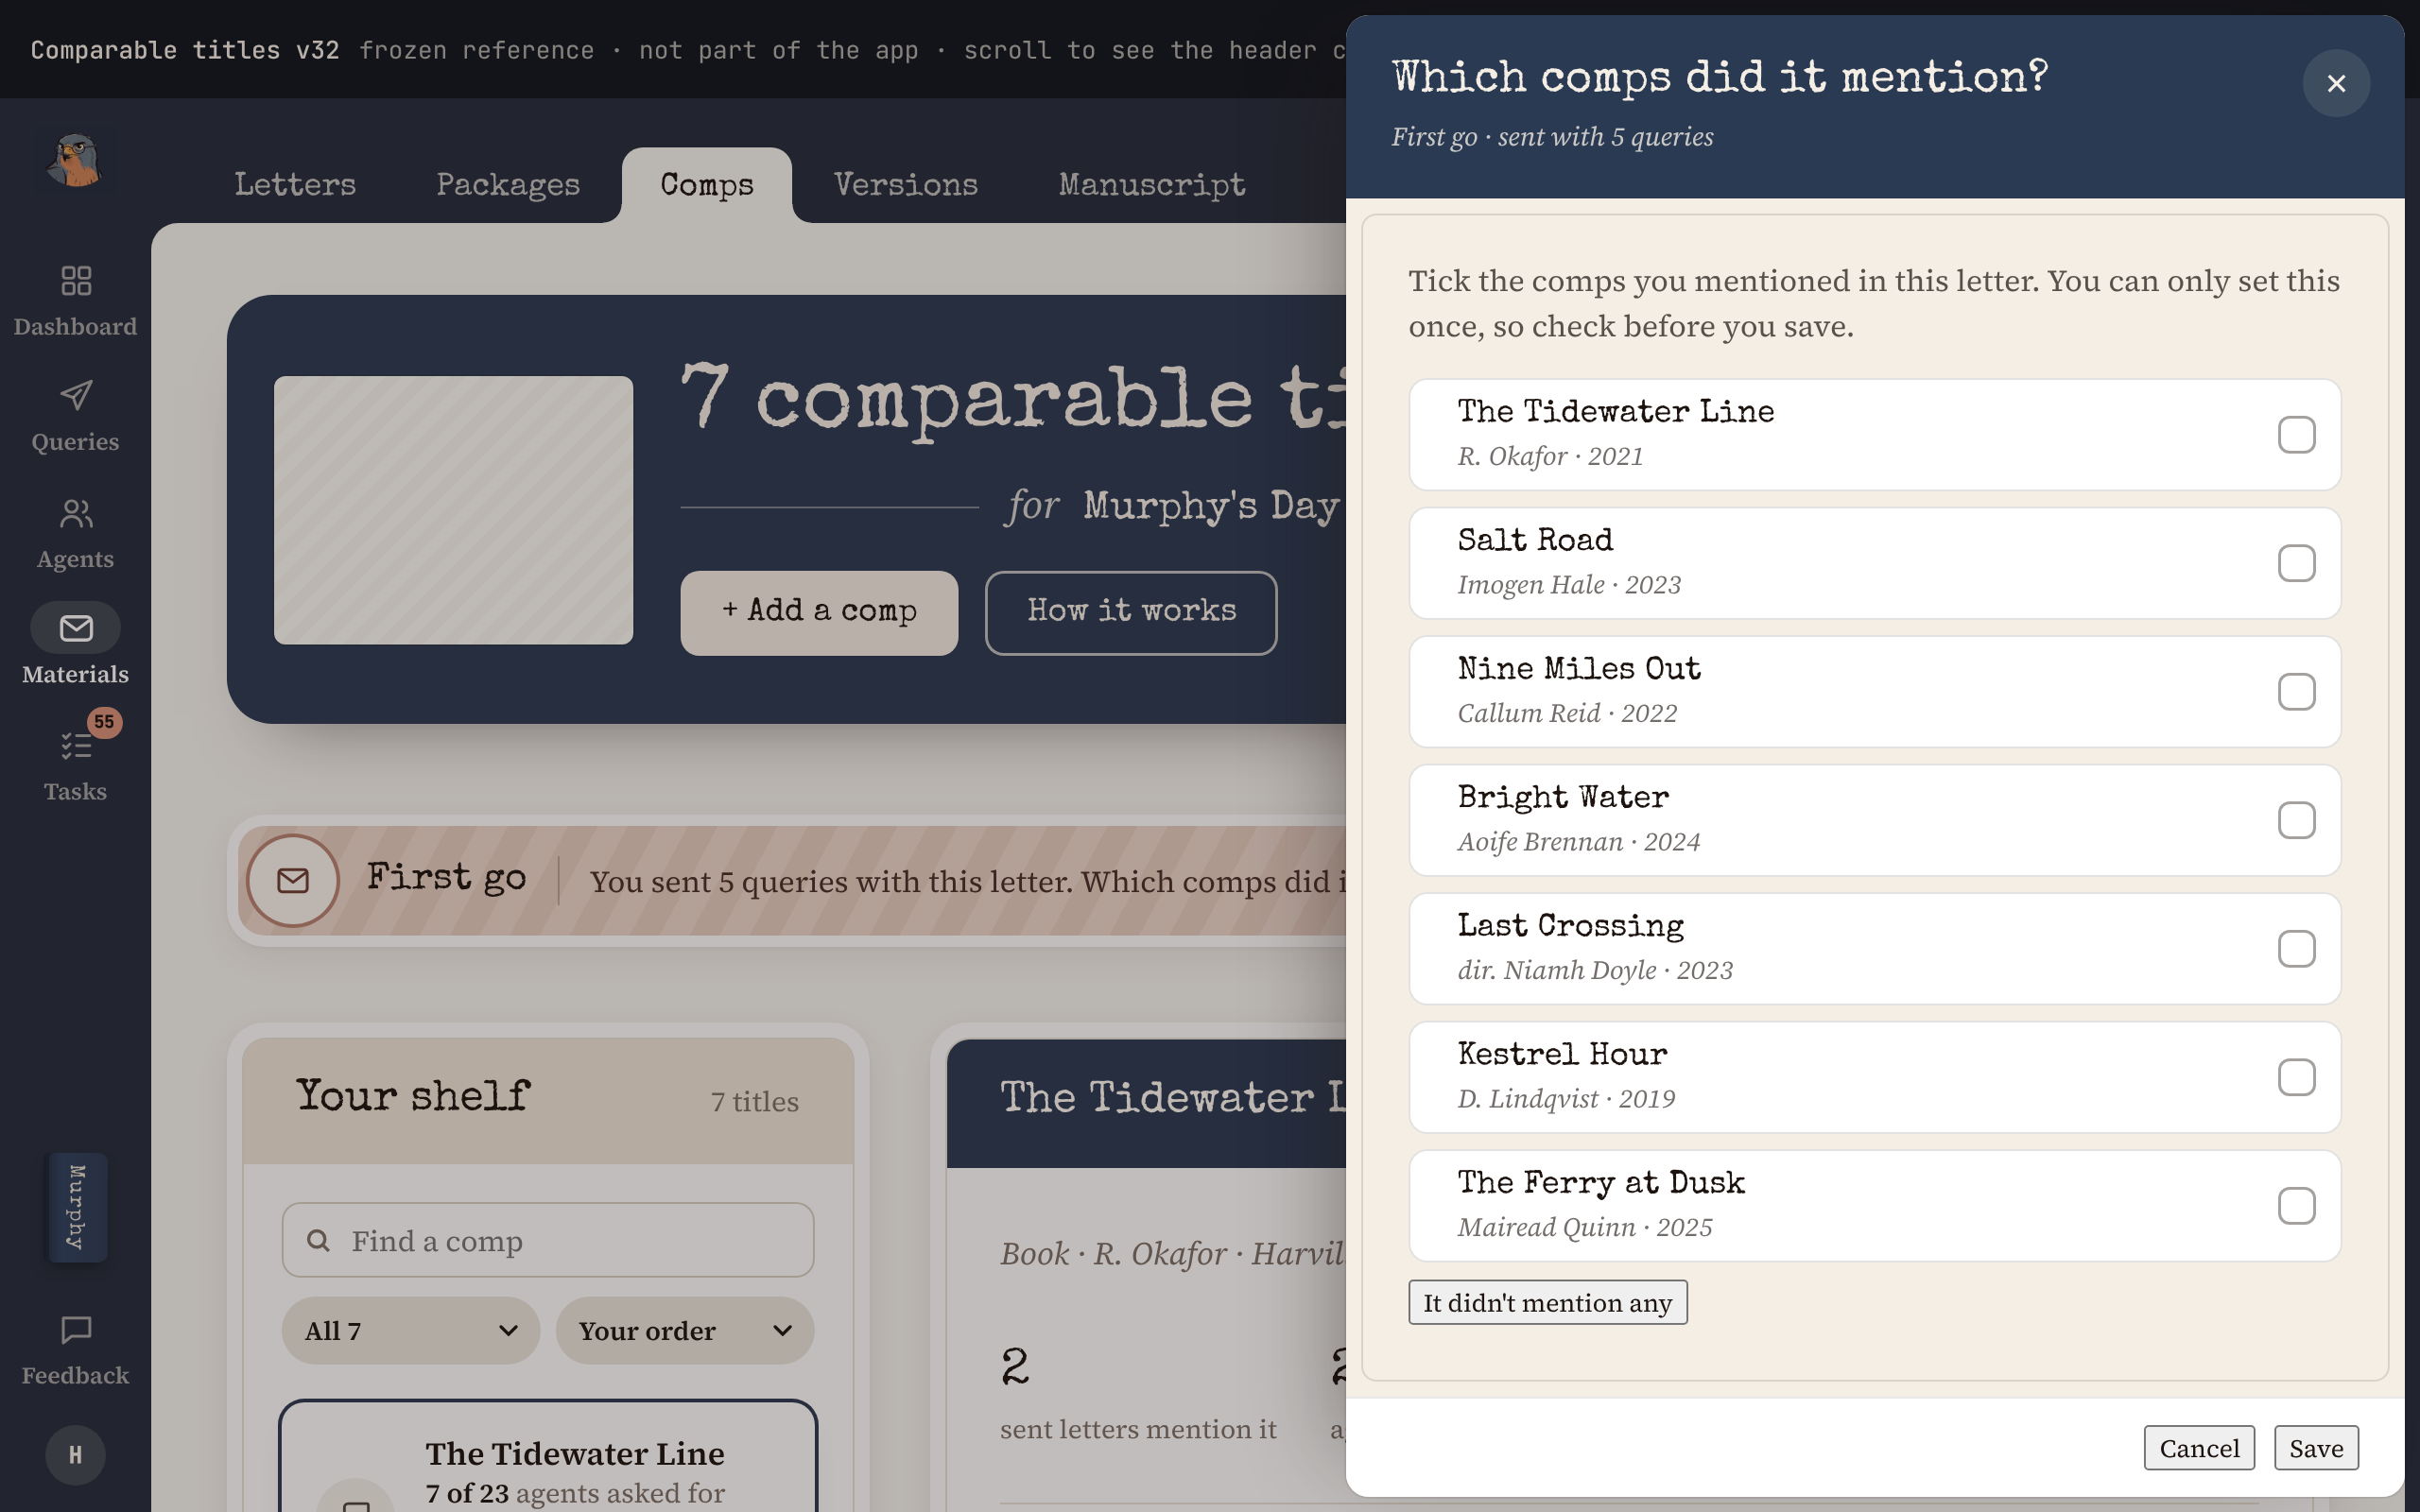 Comparable titles v32 frozen reference · not part of the app · scroll to see the header
Letters
Packages
Comps
Versions
Manuscript
Dashboard
Queries
Agents
Materials
55
Tasks
Murphy
Feedback
H
7 comparable
for Murphy's Day
+ Add a comp
How it works
First go
You sent 5 queries with this letter. Which comps did
Your shelf
7 titles
Find a comp
All 7
Your order
The Tidewater Line
7 of 23 agents asked for
The Tidewater
Book · R. Okafor ·
2
sent letters mention it
Which comps did it mention?
First go · sent with 5 queries
Tick the comps you mentioned in this letter. You can only set this
once, so check before you save.
The Tidewater Line
R. Okafor · 2021
Salt Road
Imogen Hale · 2023
Nine Miles Out
Callum Reid · 2022
Bright Water
Aoife Brennan · 2024
Last Crossing
dir. Niamh Doyle · 2023
Kestrel Hour
D. Lindqvist · 2019
The Ferry at Dusk
Mairead Quinn · 2025
It didn't mention any
Cancel
Save